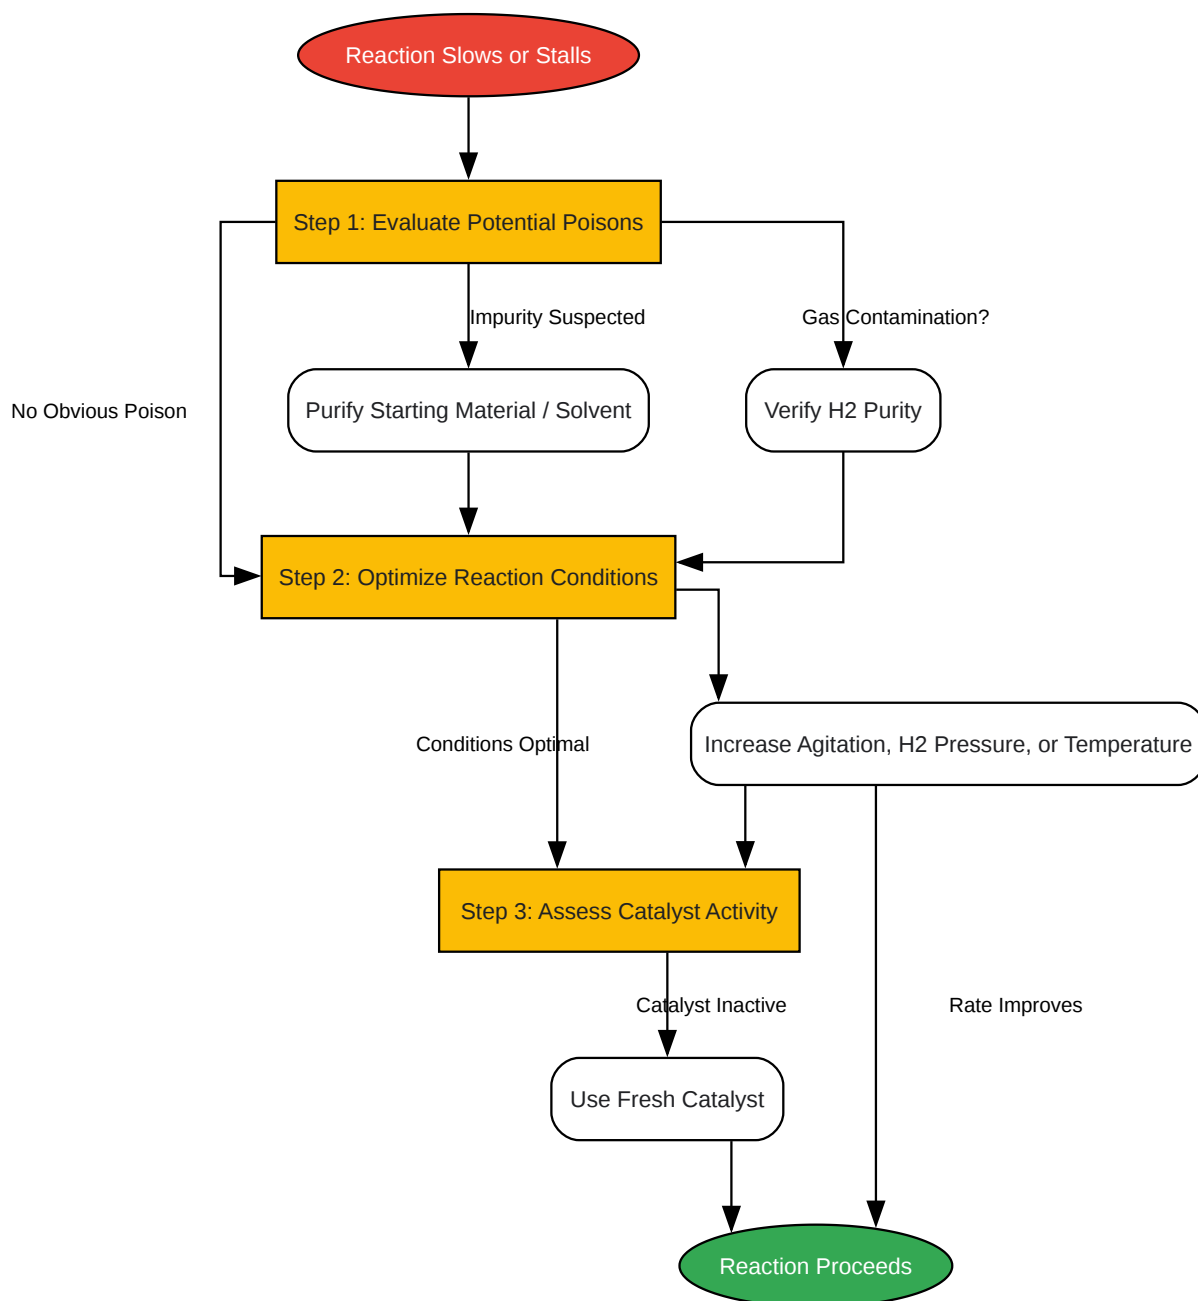 Reaction Slows or Stalls
Step 1: Evaluate Potential Poisons
Impurity Suspected
Gas Contamination?
No Obvious Poison
Purify Starting Material / Solvent
Verify H2 Purity
Step 2: Optimize Reaction Conditions
Conditions Optimal
Increase Agitation, H2 Pressure, or Temperature
Step 3: Assess Catalyst Activity
Catalyst Inactive
Rate Improves
Use Fresh Catalyst
Reaction Proceeds